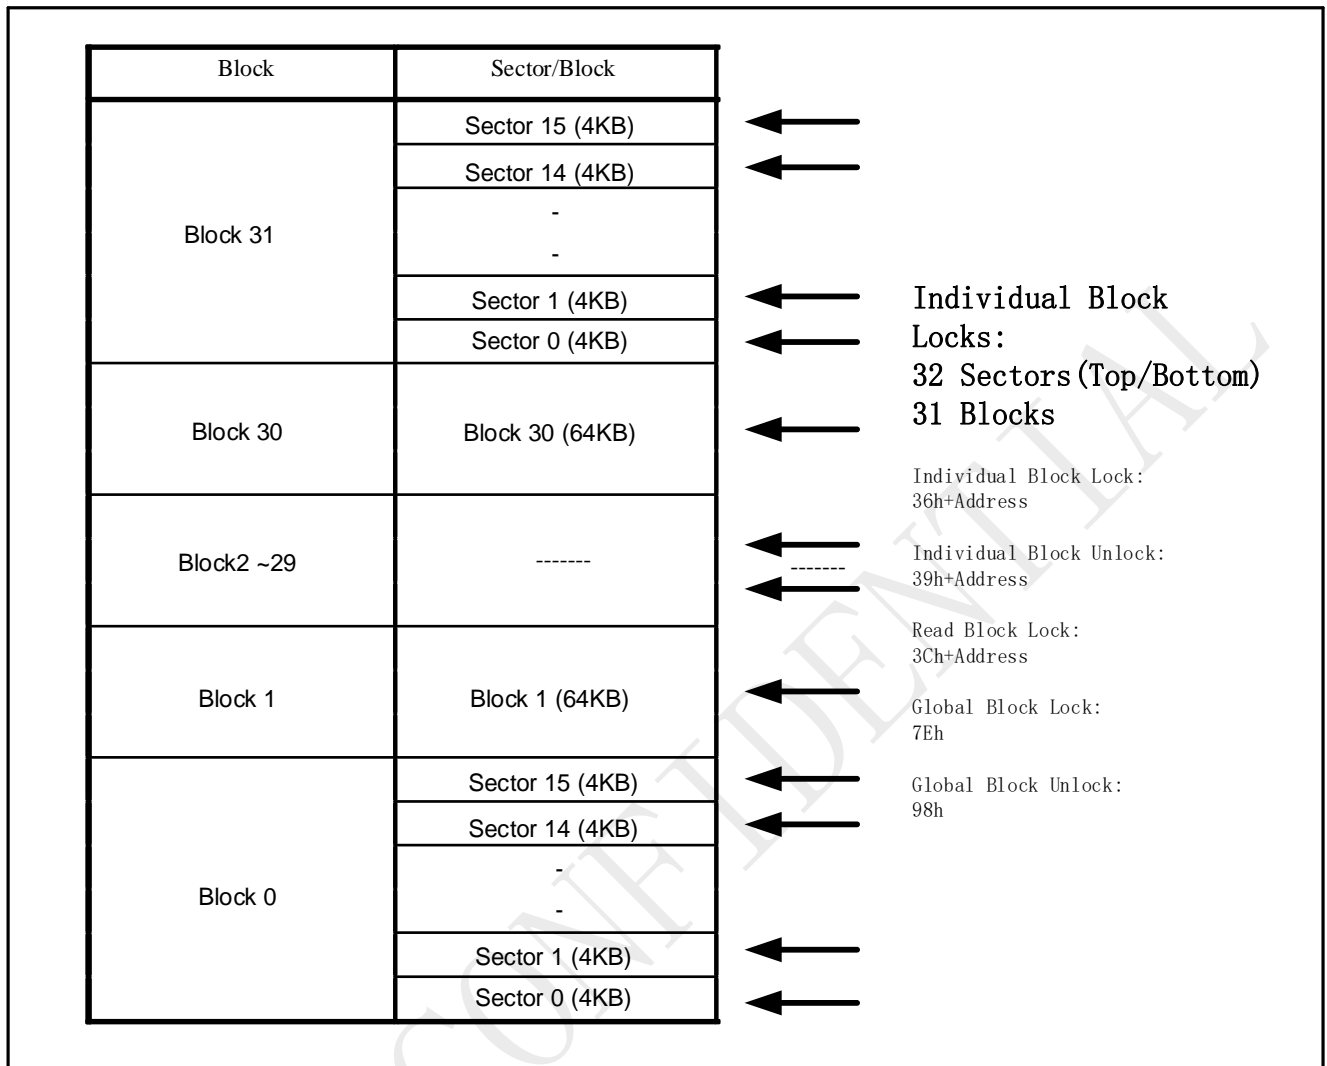 Block Sector/Block
Sector 15 (4KB)
Sector 14 (4KB)
-
Block 31
-
Sector 1 (4KB)
Sector 0 (4KB)
Block 30 Block 30 (64KB)
Block2 ~29 -------
Block 1 Block 1 (64KB)
Sector 15 (4KB)
Sector 14 (4KB)
-
Block 0
-
Sector 1 (4KB)
Sector 0 (4KB)
Individual Block
Locks:
32 Sectors(Top/Bottom)
31 Blocks
Individual Block Lock:
36h+Address
Individual Block Unlock:
-------
39h+Address
Read Block Lock:
3Ch+Address
Global Block Lock:
7Eh
Global Block Unlock:
98h
CONFIDENTIAL